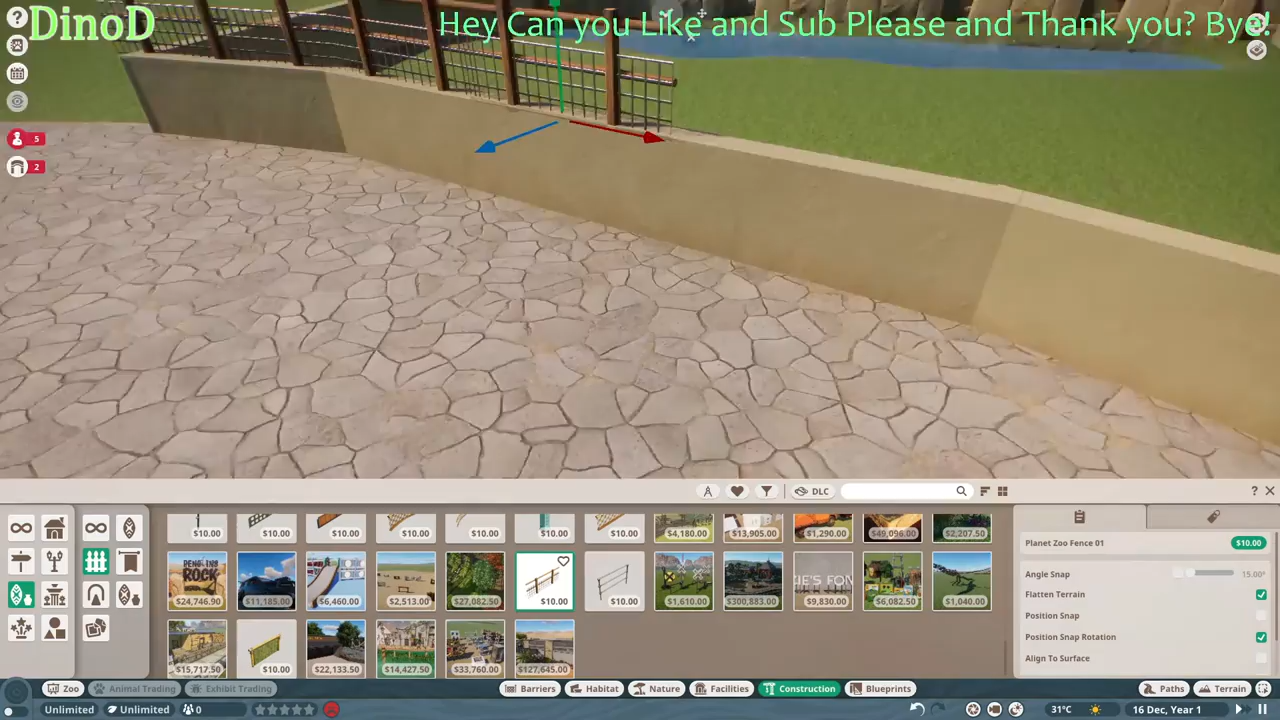 DinoD
Hey Can you Like and Sub Please and Thank you? Bye!
5
2
DLC
$10.00 $10.00 $10.00 $10.00 $10.00 $10.00 $10.00 $4,180.00 $13,905.00 $1,290.00 $49,096.00 $2,207.50
$24,746.90 $11,185.00 $6,460.00 $2,513.00 $27,082.50 $10.00 $10.00 $1,610.00 $300,883.00 $9,830.00 $6,082.50 $1,040.00
$15,717.50 $10.00 $22,133.50 $14,427.50 $33,760.00 $127,645.00
Planet Zoo Fence 01 $10.00
Angle Snap 15.00°
Flatten Terrain
Position Snap
Position Snap Rotation
Align To Surface
Zoo Animal Trading Exhibit Trading Barriers Habitat Nature Facilities Construction Blueprints Paths Terrain
Unlimited Unlimited 0 31°C 16 Dec, Year 1